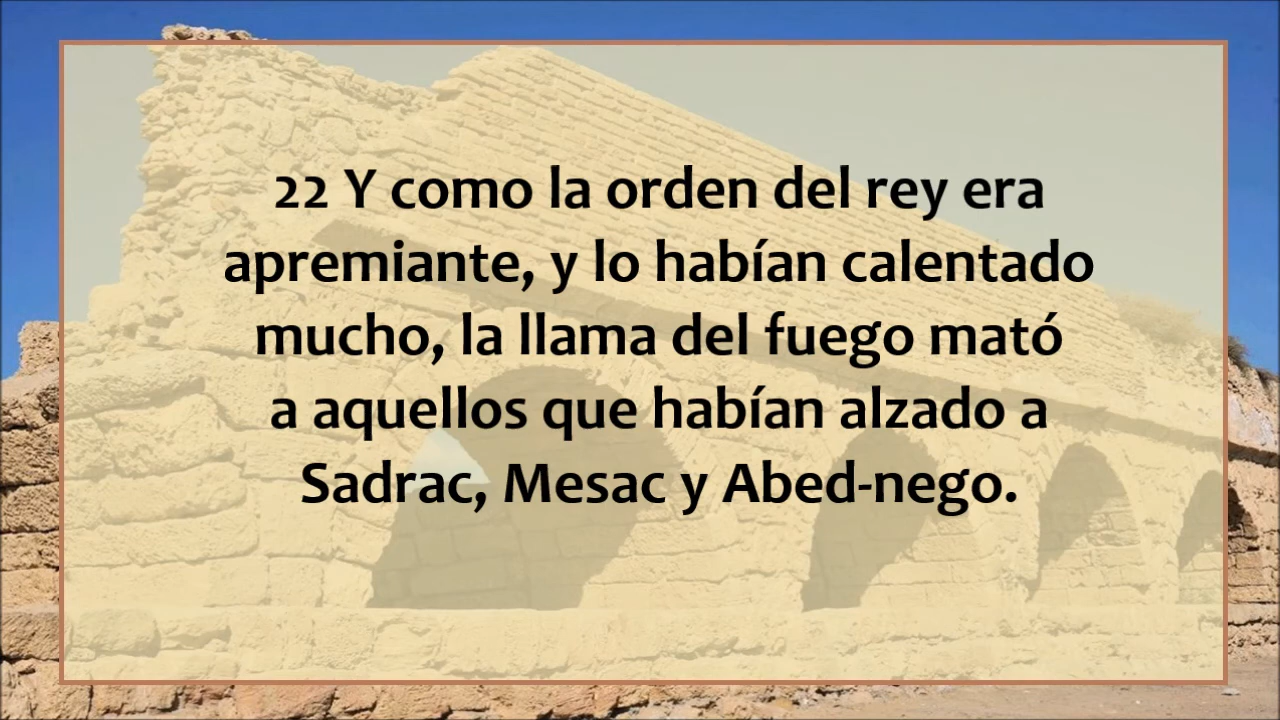 22 Y como la orden del rey era
apremiante, y lo habían calentado
mucho, la llama del fuego mató
a aquellos que habían alzado a
Sadrac, Mesac y Abed-nego.